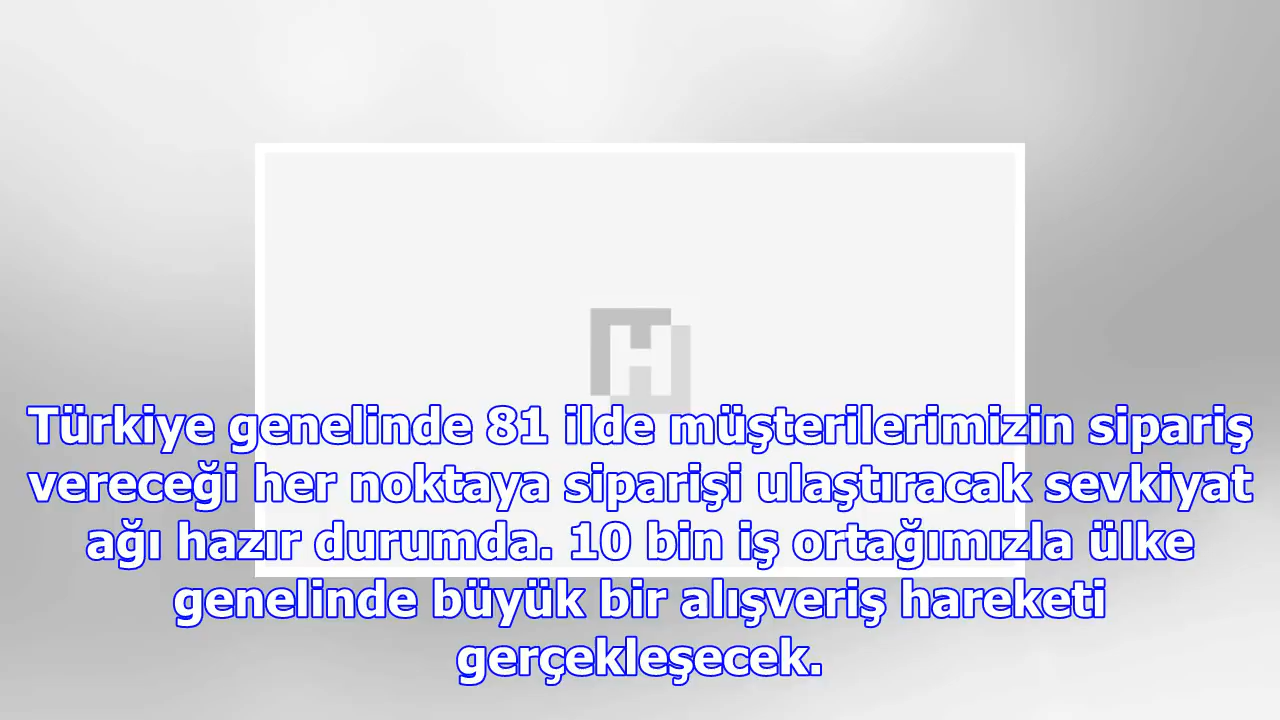 H
Türkiye genelinde 81 ilde müşterilerimizin sipariş
vereceği her noktaya siparişi ulaştıracak sevkiyat
ağı hazır durumda. 10 bin iş ortağımızla ülke
genelinde büyük bir alışveriş hareketi
gerçekleşecek.